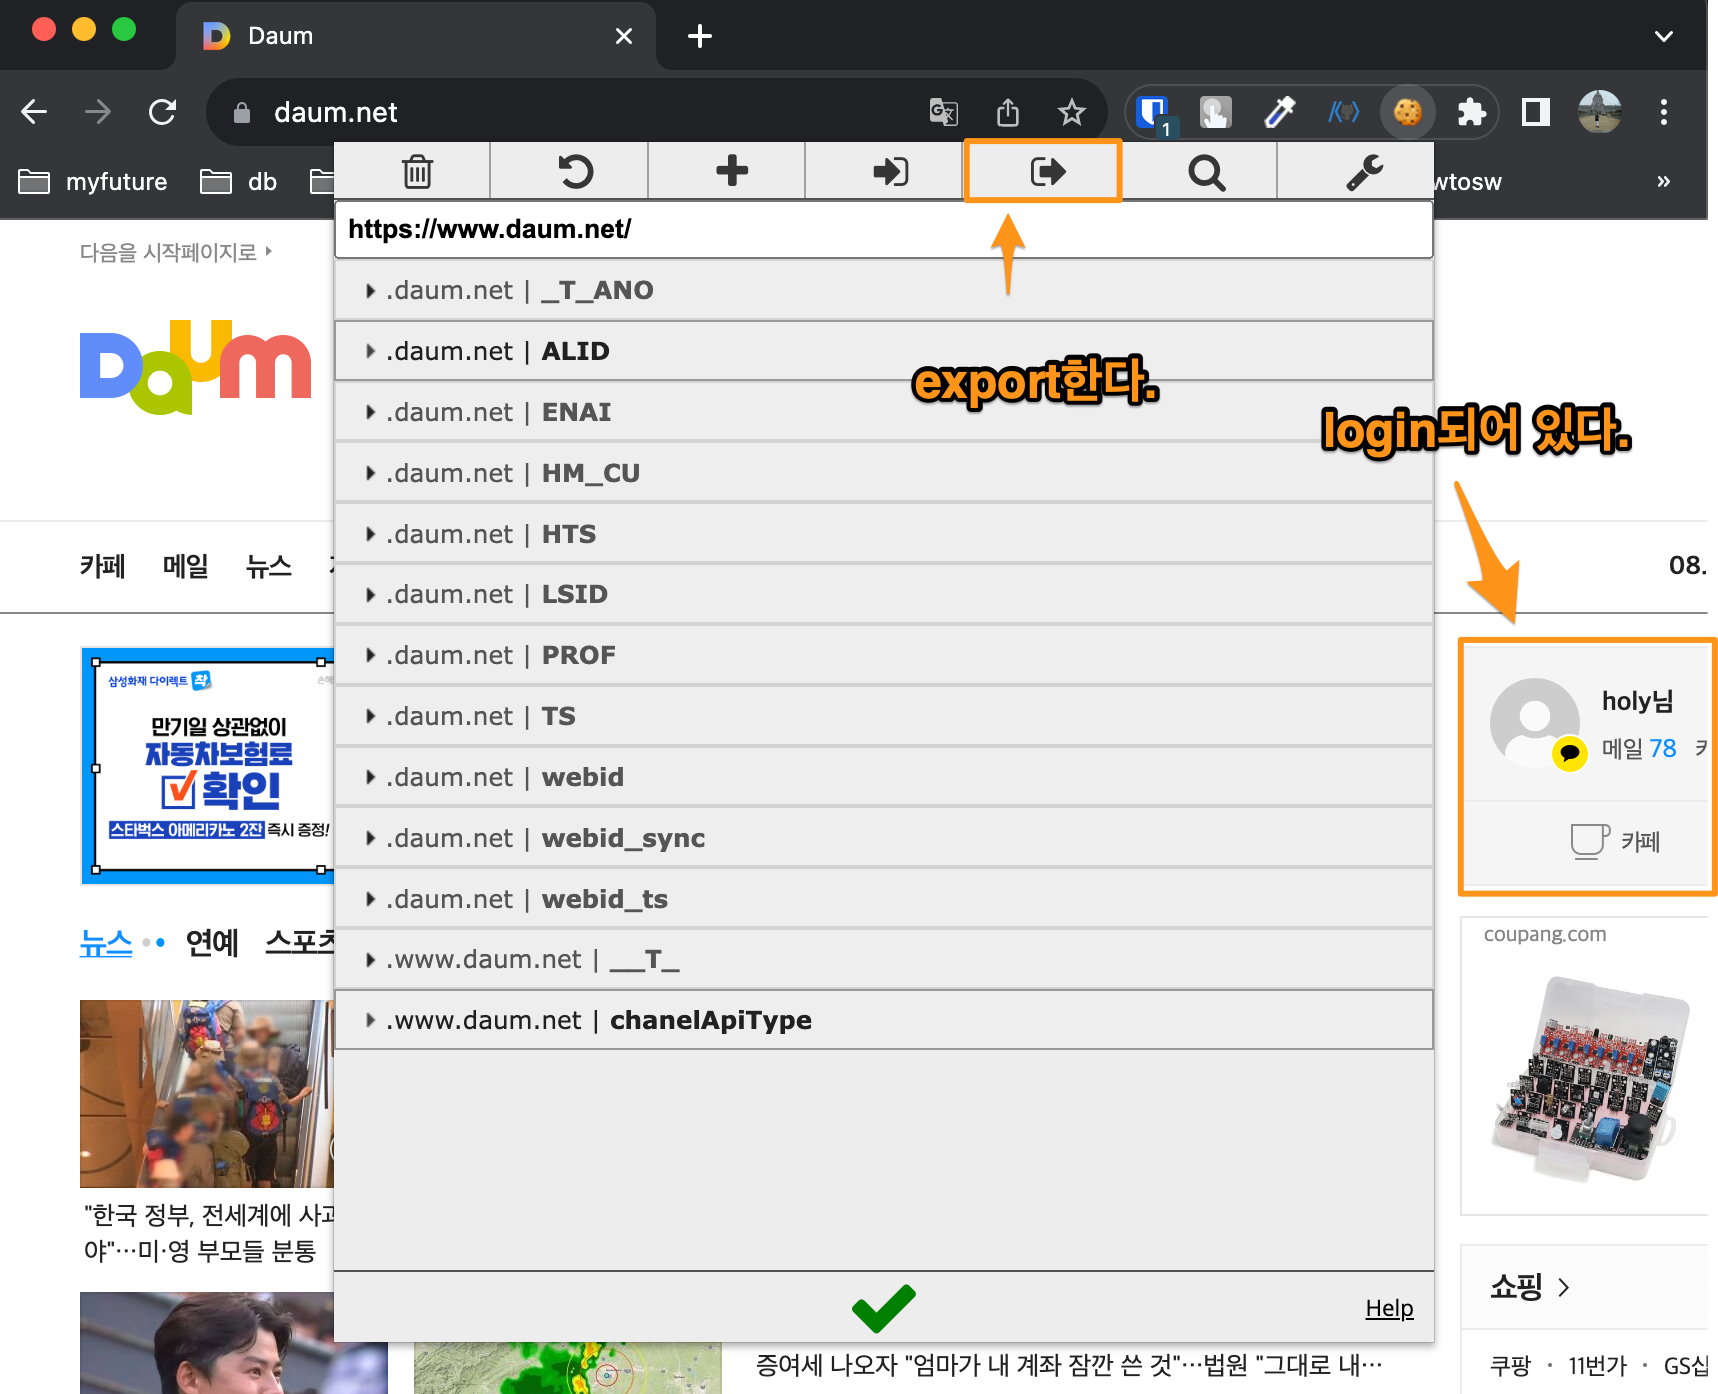 Daum
daum.net
1
myfuture
db
wtosw
»
https://www.daum.net/
다음을 시작페이지로
Daum
.daum.net | _T_ANO
.daum.net | ALID
.daum.net | ENAI
.daum.net | HM_CU
.daum.net | HTS
.daum.net | LSID
.daum.net | PROF
.daum.net | TS
.daum.net | webid
.daum.net | webid_sync
.daum.net | webid_ts
.www.daum.net | __T_
.www.daum.net | chanelApiType
Help
export한다.
login되어 있다.
카페 메일 뉴스
08.
삼성화재 다이렉트 착
만기일 상관없이
자동차보험료
확인
스타벅스 아메리카노 2잔 즉시 증정!
holy님
메일 78
카페
뉴스 연예 스포츠
coupang.com
"한국 정부, 전세계에 사과
야"…미·영 부모들 분통
쇼핑 >
증여세 나오자 "엄마가 내 계좌 잠깐 쓴 것"…법원 "그대로 내…
쿠팡 · 11번가 · GS십